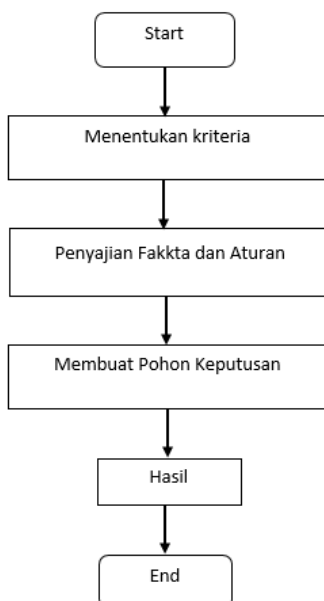 Start
Menentukan kriteria
Penyajian Fakkta dan Aturan
Membuat Pohon Keputusan
Hasil
End